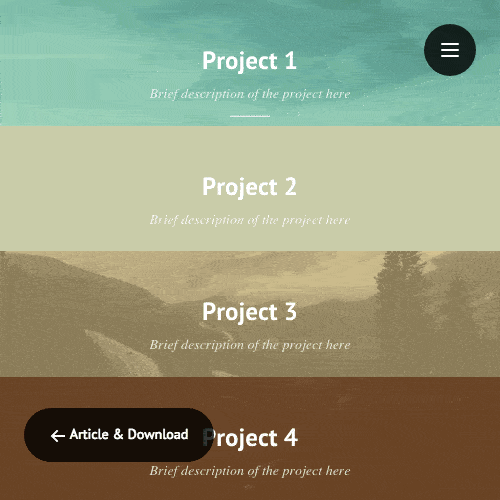 Project 1
Brief description of the project here
Project 2
Brief description of the project here
Project 3
Brief description of the project here
Project 4
← Article & Download
Brief description of the project here